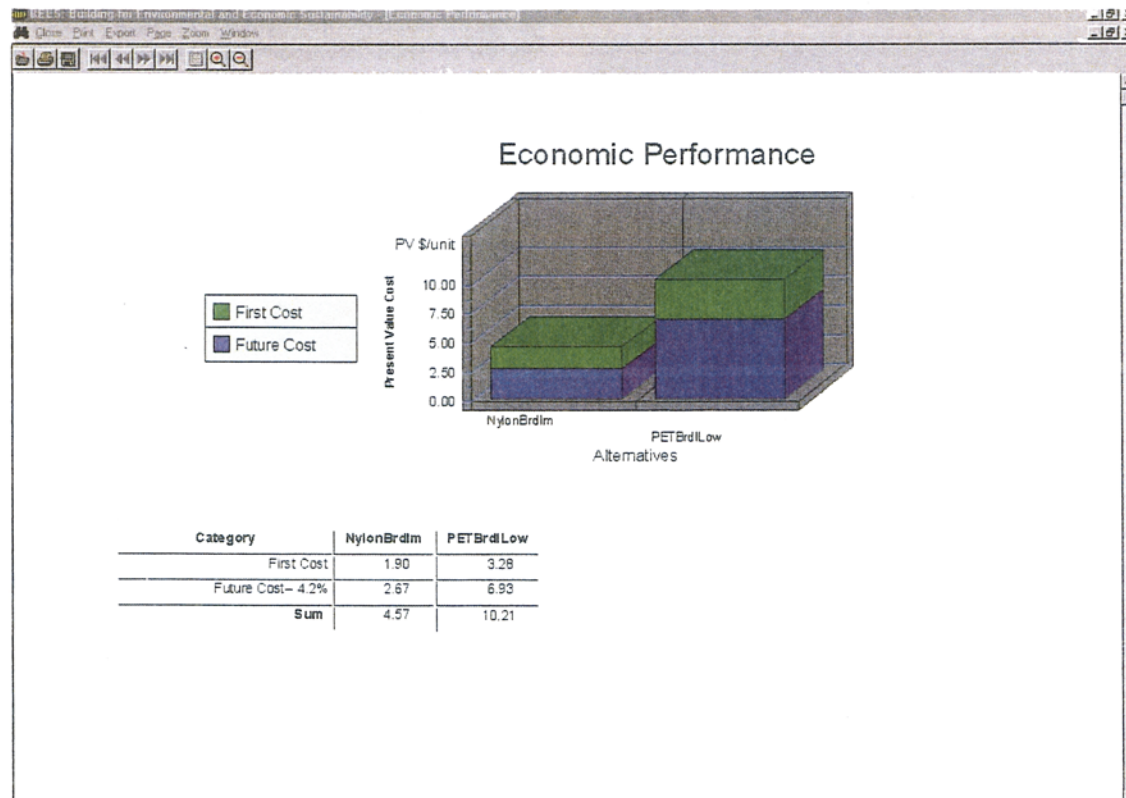 BEES: Building for Environmental and Economic Sustainability - [Economic Performance]
Close Print Export Page Zoom Window
Economic Performance
PV $/unit
Present Value Cost
10.00
7.50
5.00
2.50
0.00
First Cost
Future Cost
NylonBrdlm
PETBrdlLow
Alternatives
Category NylonBrdlm PETBrdlLow
First Cost 1.90 3.28
Future Cost– 4.2% 2.67 6.93
Sum 4.57 10.21